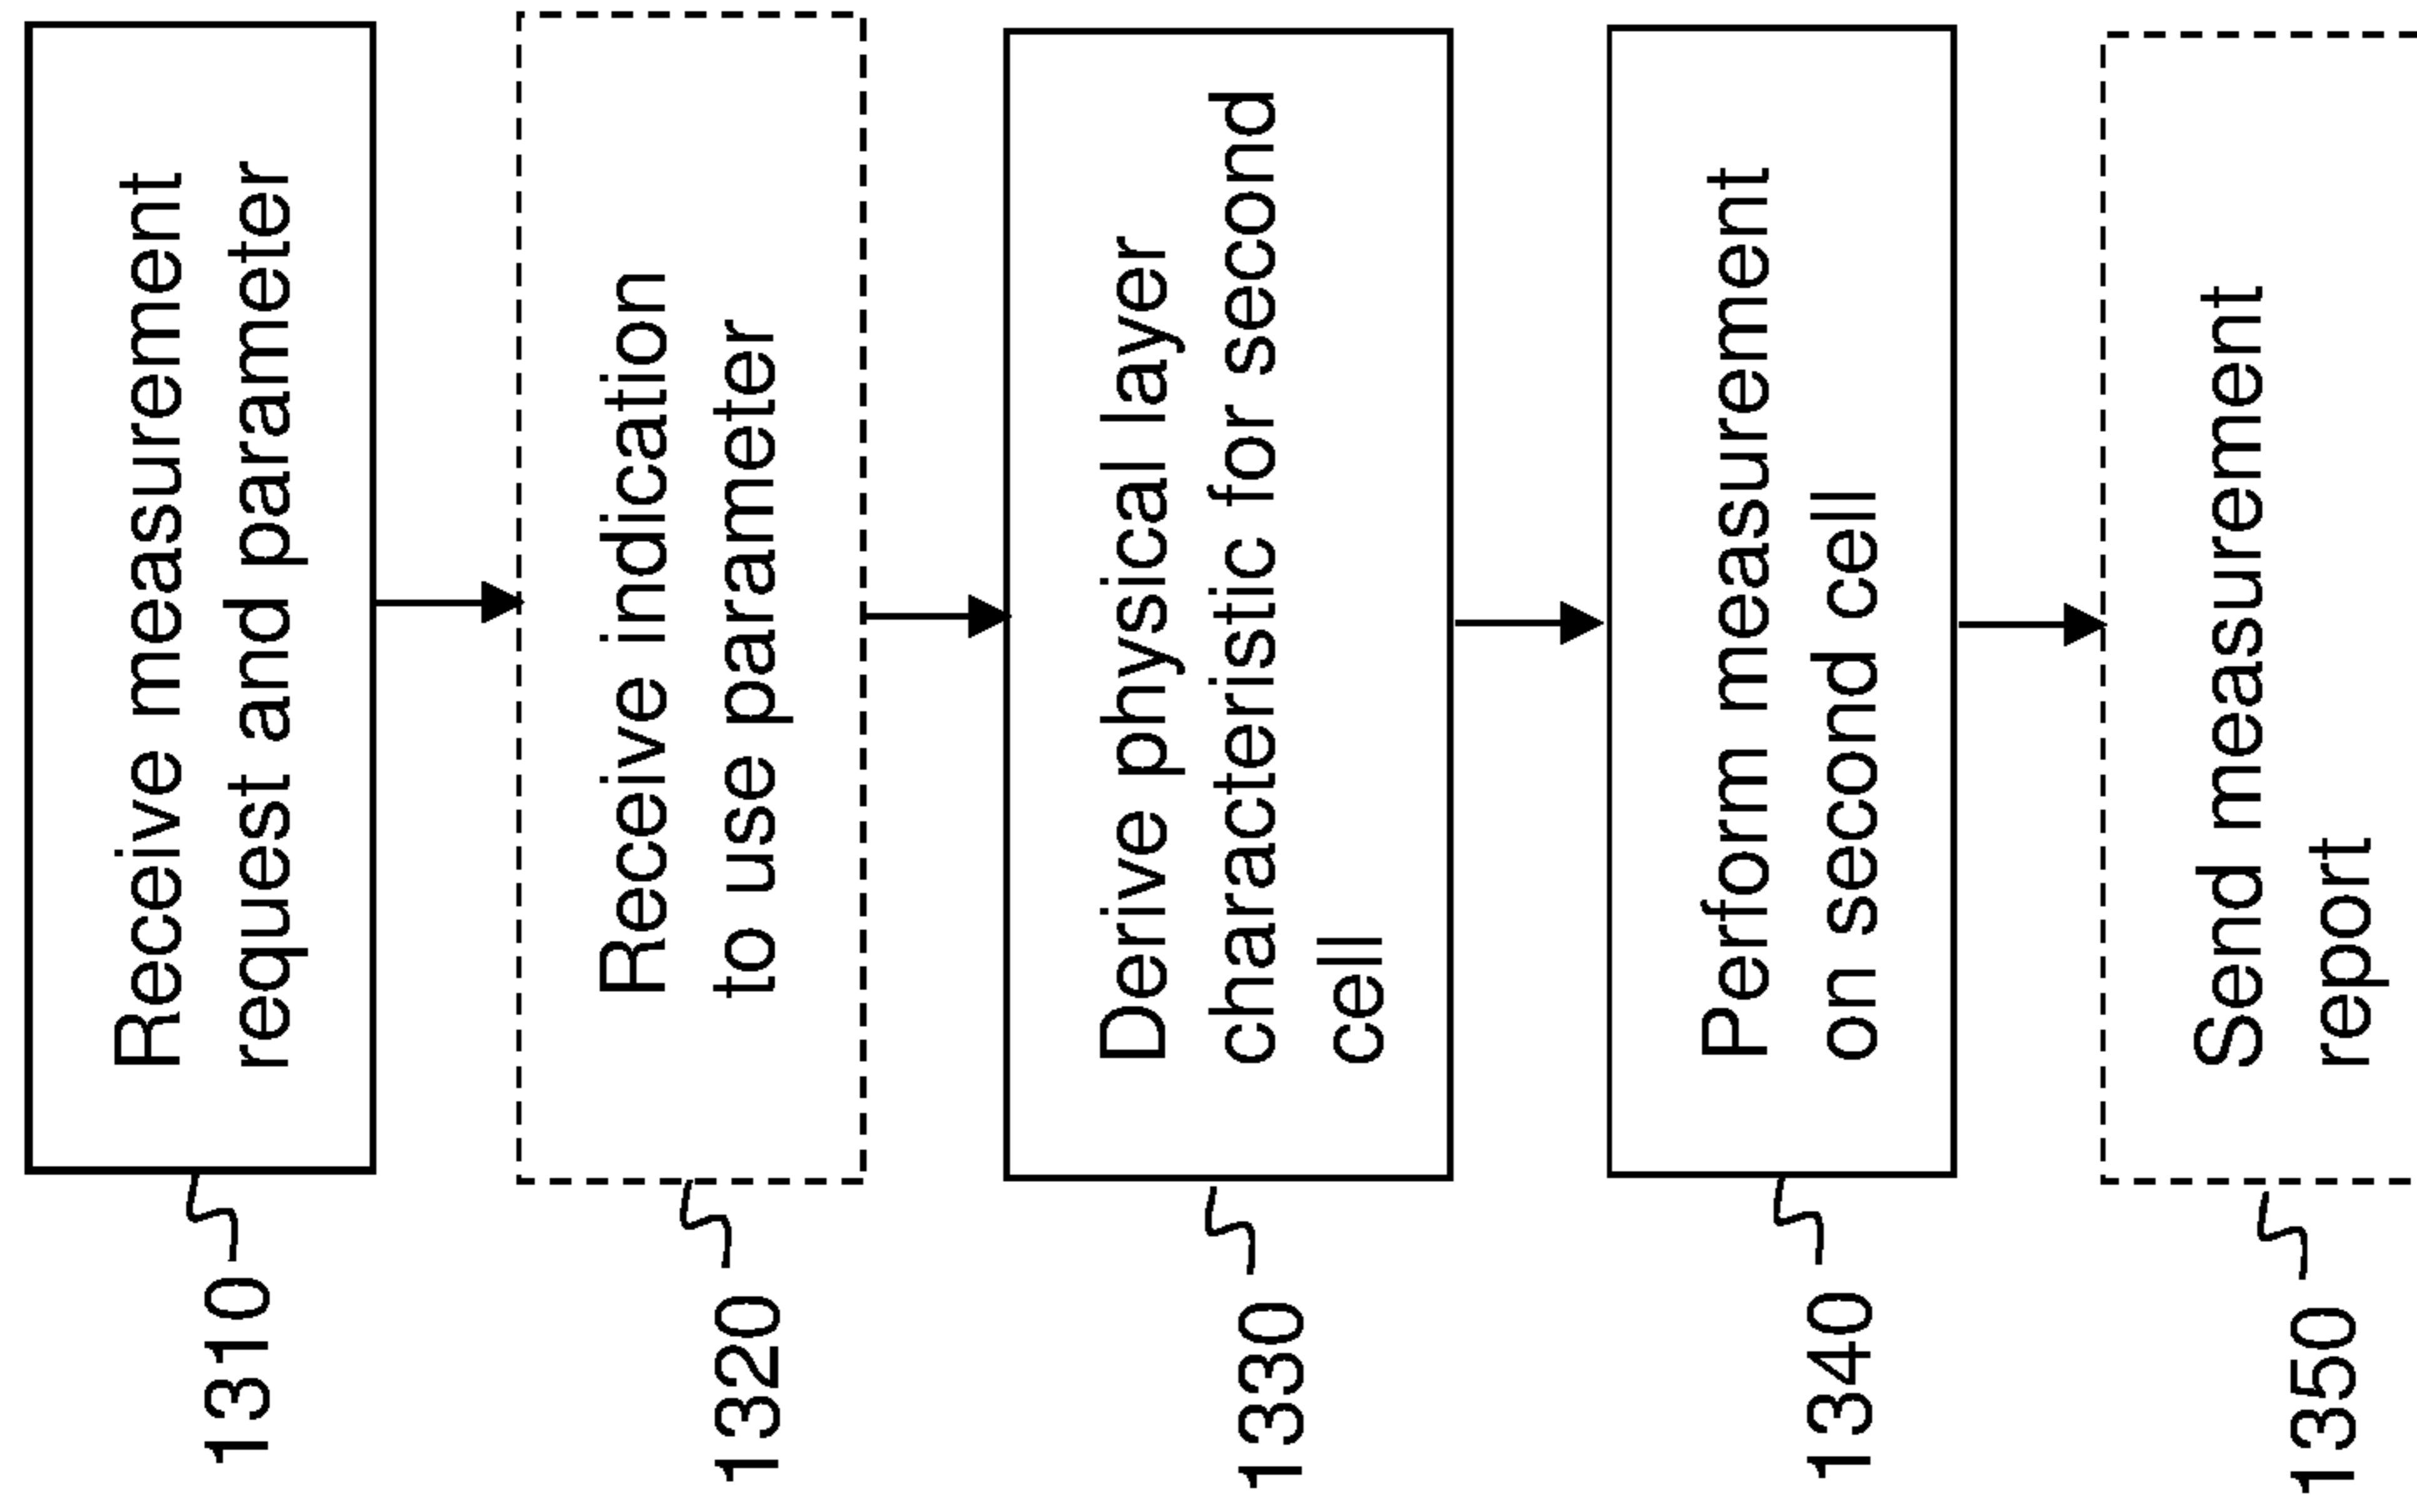 Receive measurement
request and parameter
1310
Receive indication
to use parameter
1320
Derive physical layer
characteristic for second
cell
1330
Perform measurement
on second cell
1340
Send measurement
report
1350